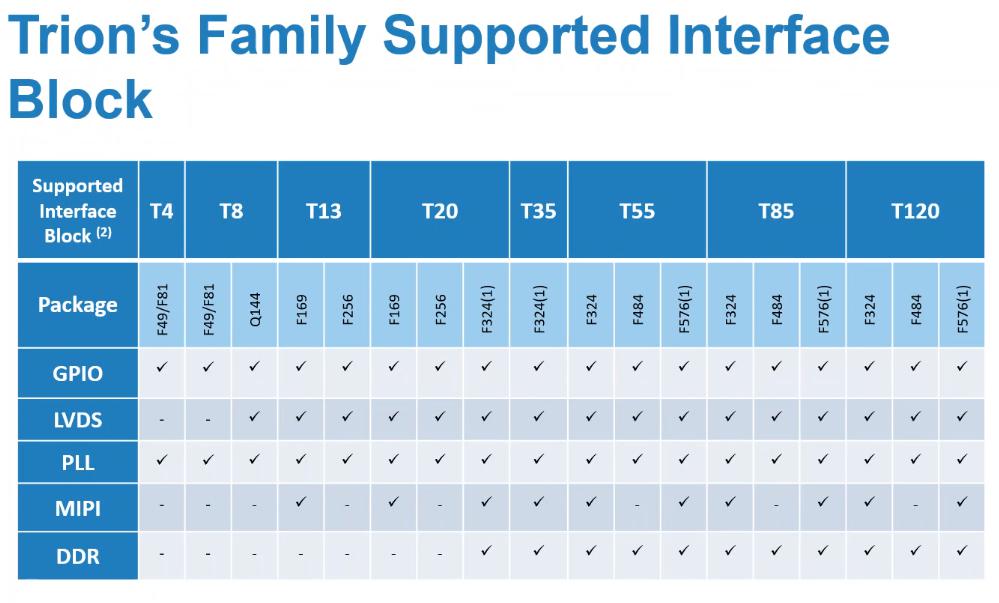 Trion’s Family Supported Interface
Block
Supported
Interface
Block (2)
T4
T8
T13
T20
T35
T55
T85
T120
Package
F49/F81
F49/F81
Q144
F169
F256
F169
F256
F324(1)
F324(1)
F324
F484
F576(1)
F324
F484
F576(1)
F324
F484
F576(1)
GPIO ✓ ✓ ✓ ✓ ✓ ✓ ✓ ✓ ✓ ✓ ✓ ✓ ✓ ✓ ✓ ✓ ✓ ✓
LVDS - - ✓ ✓ ✓ ✓ ✓ ✓ ✓ ✓ ✓ ✓ ✓ ✓ ✓ ✓ ✓ ✓
PLL ✓ ✓ ✓ ✓ ✓ ✓ ✓ ✓ ✓ ✓ ✓ ✓ ✓ ✓ ✓ ✓ ✓ ✓
MIPI - - - ✓ - ✓ - ✓ ✓ ✓ - ✓ ✓ - ✓ ✓ - ✓
DDR - - - - - - - ✓ ✓ ✓ ✓ ✓ ✓ ✓ ✓ ✓ ✓ ✓